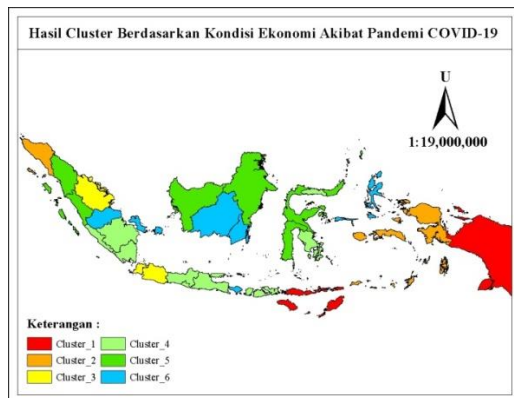 Hasil Cluster Berdasarkan Kondisi Ekonomi Akibat Pandemi COVID-19
U
1:19,000,000
Keterangan :
Cluster_1 Cluster_4
Cluster_2 Cluster_5
Cluster_3 Cluster_6